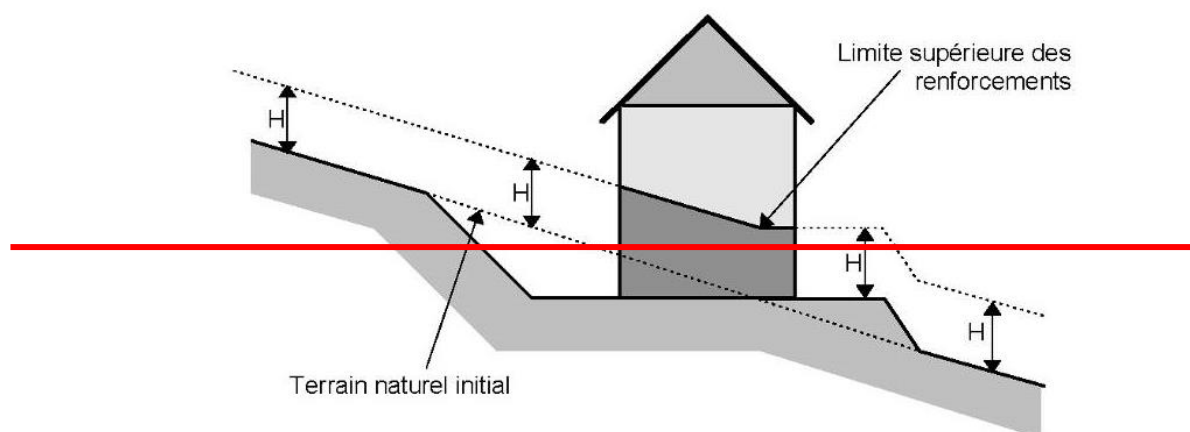 Limite supérieure des
renforcements
H
H
H
H
Terrain naturel initial